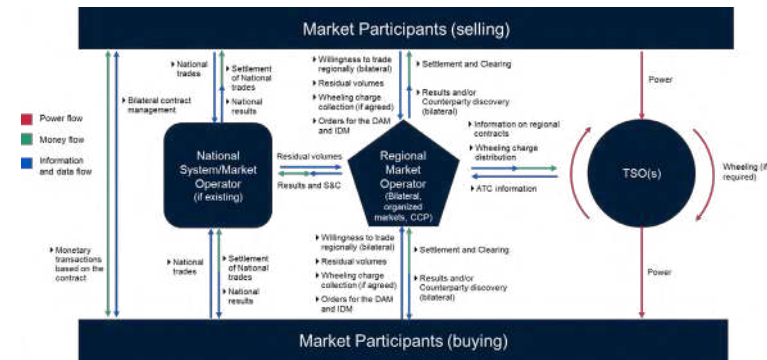 Market Participants (selling)
National
trades
Settlement
of National
trades
National
results
Bilateral contract
management
Willingness to trade
regionally (bilateral)
Residual volumes
Wheeling charge
collection (if agreed)
Orders for the DAM
and IDM
Settlement and Clearing
Results and/or
Counterparty discovery
(bilateral)
Power
Power flow
Money flow
Information
and data flow
National
System/Market
Operator
(if existing)
Residual volumes
Results and S&C
Regional
Market
Operator
(Bilateral,
organized
markets, CCP)
Information on regional
contracts
Wheeling charge
distribution
ATC information
TSO(s)
Wheeling (if
required)
Monetary
transactions
based on the
contract
National
trades
Settlement
of National
trades
National
results
Willingness to trade
regionally (bilateral)
Residual volumes
Wheeling charge
collection (if agreed)
Orders for the DAM
and IDM
Settlement and Clearing
Results and/or
Counterparty discovery
(bilateral)
Power
Market Participants (buying)